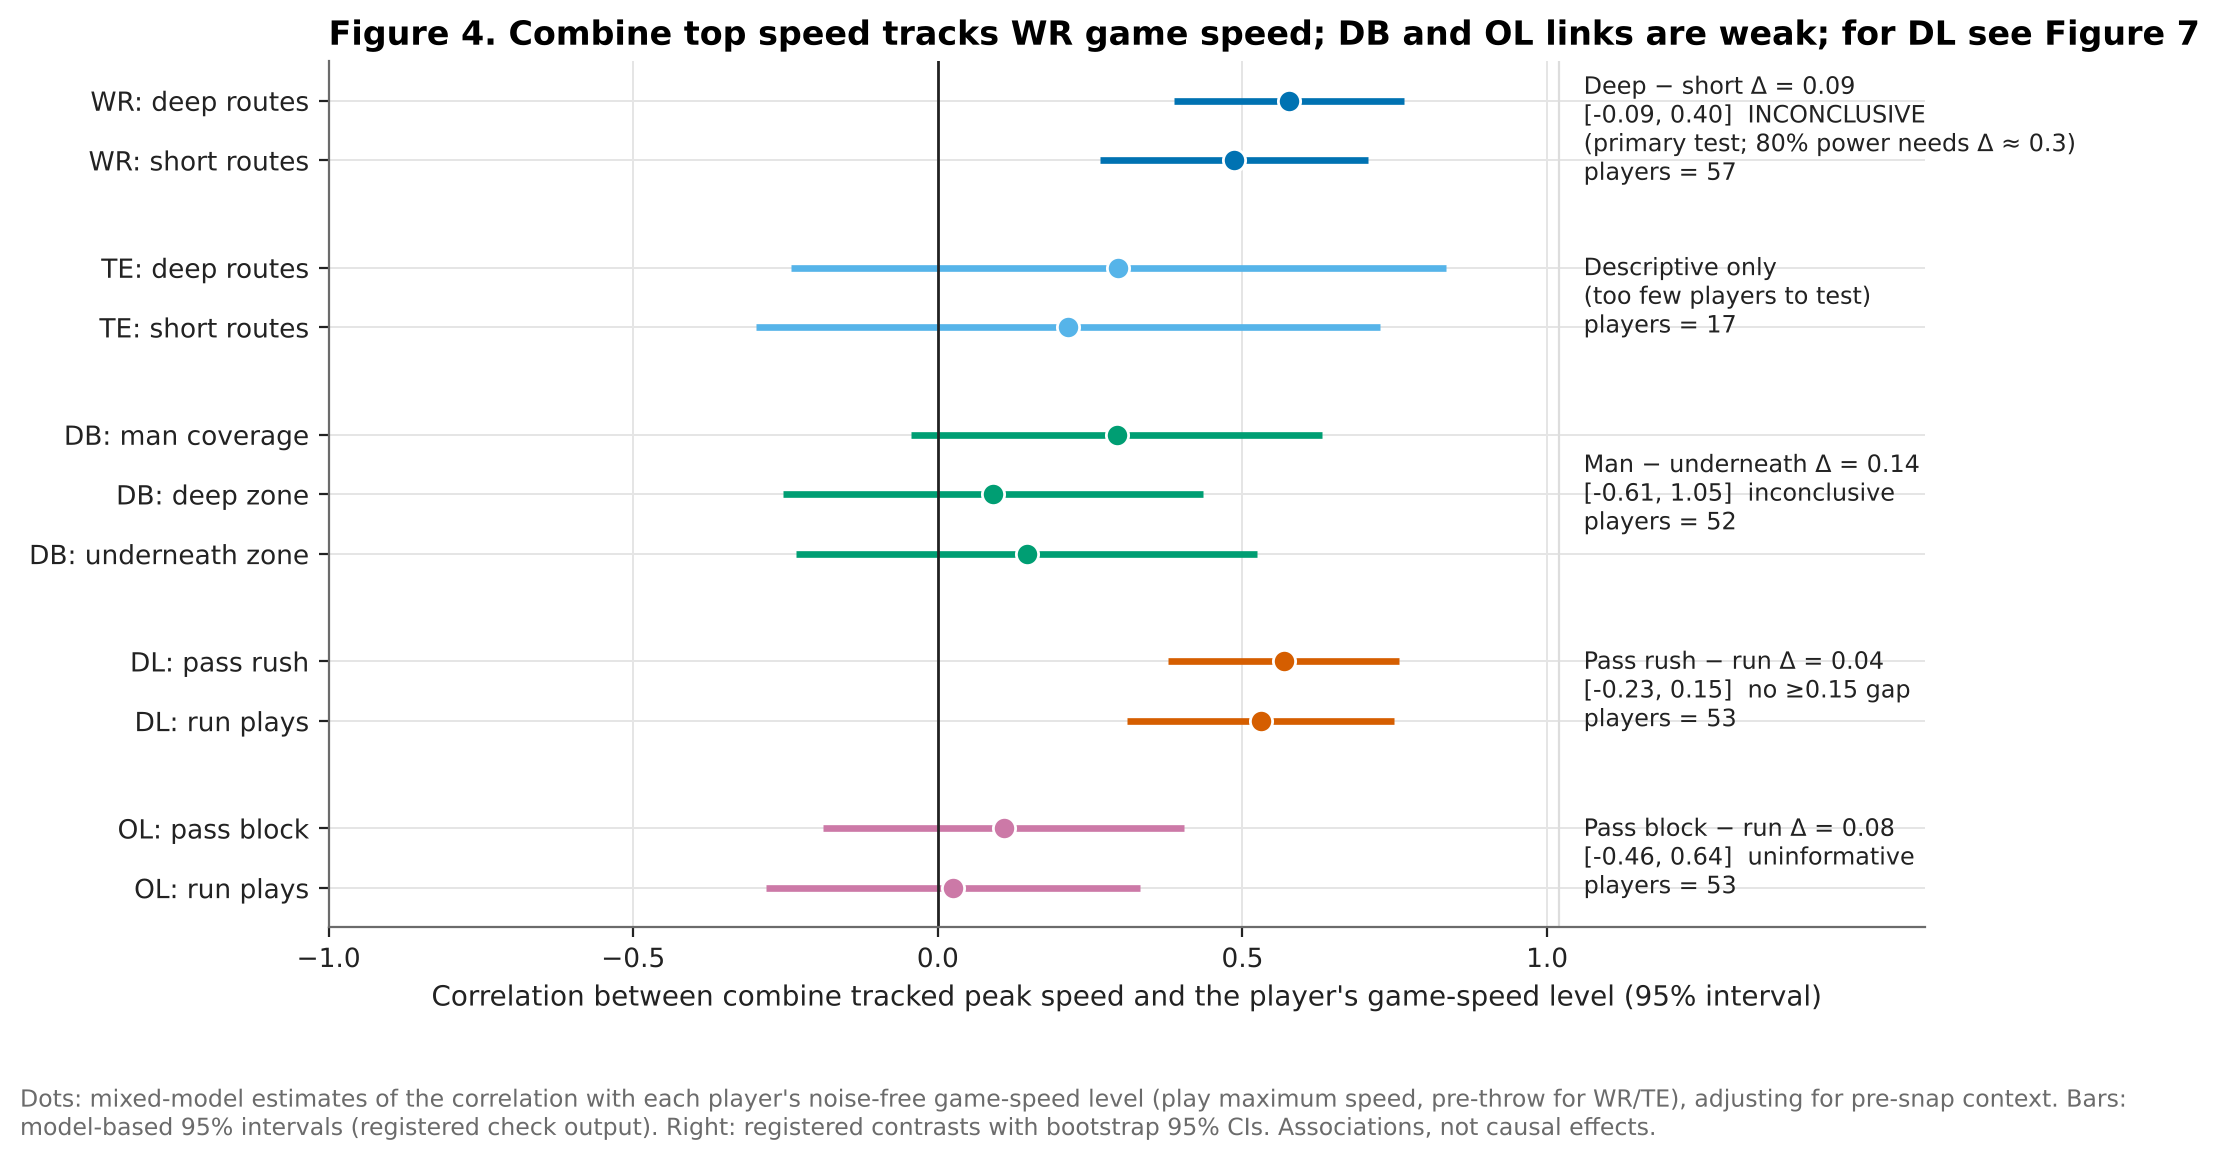 Figure 4. Combine top speed tracks WR game speed; DB and OL links are weak; for DL see Figure 7
WR: deep routes
WR: short routes
TE: deep routes
TE: short routes
DB: man coverage
DB: deep zone
DB: underneath zone
DL: pass rush
DL: run plays
OL: pass block
OL: run plays
Deep − short Δ = 0.09
[-0.09, 0.40]  INCONCLUSIVE
(primary test; 80% power needs Δ ≈ 0.3)
players = 57
Descriptive only
(too few players to test)
players = 17
Man − underneath Δ = 0.14
[-0.61, 1.05]  inconclusive
players = 52
Pass rush − run Δ = 0.04
[-0.23, 0.15]  no ≥0.15 gap
players = 53
Pass block − run Δ = 0.08
[-0.46, 0.64]  uninformative
players = 53
−1.0 −0.5 0.0 0.5 1.0
Correlation between combine tracked peak speed and the player's game-speed level (95% interval)
Dots: mixed-model estimates of the correlation with each player's noise-free game-speed level (play maximum speed, pre-throw for WR/TE), adjusting for pre-snap context. Bars:
model-based 95% intervals (registered check output). Right: registered contrasts with bootstrap 95% CIs. Associations, not causal effects.